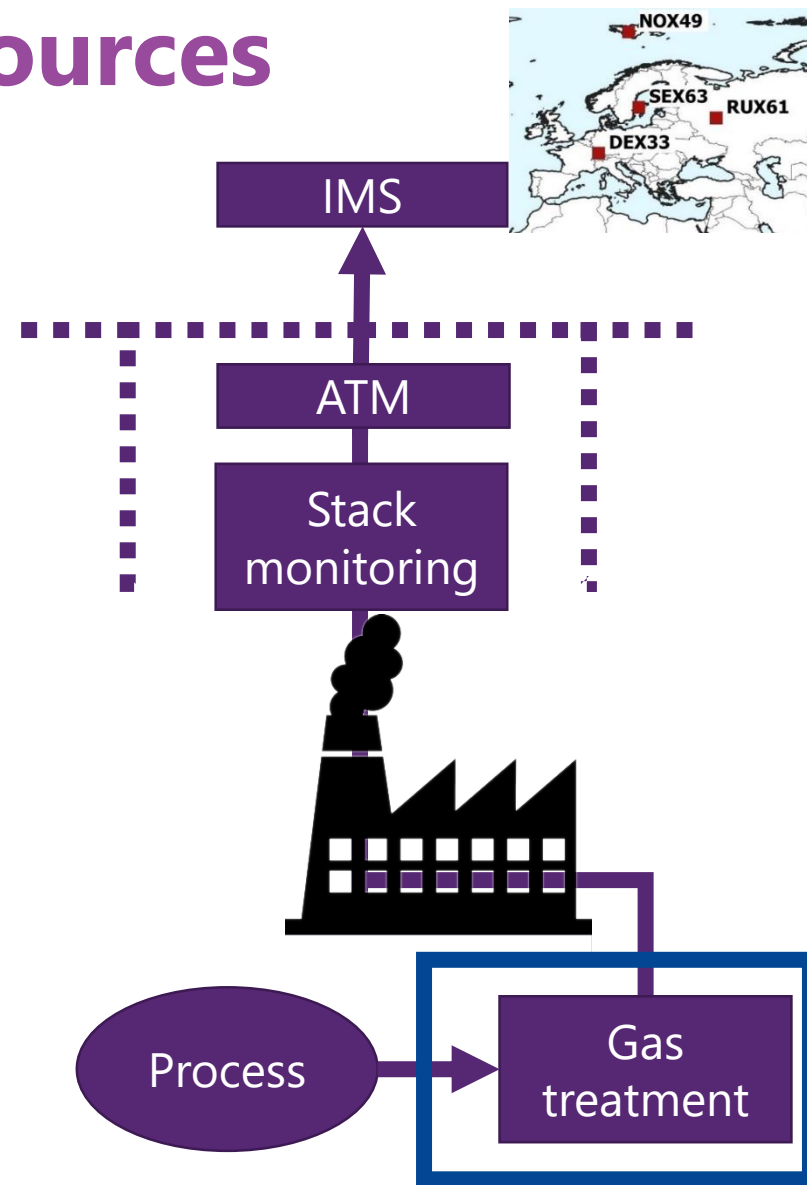 ources
NOX49
SEX63
RUX61
DEX33
IMS
ATM
Stack
monitoring
Process
Gas
treatment